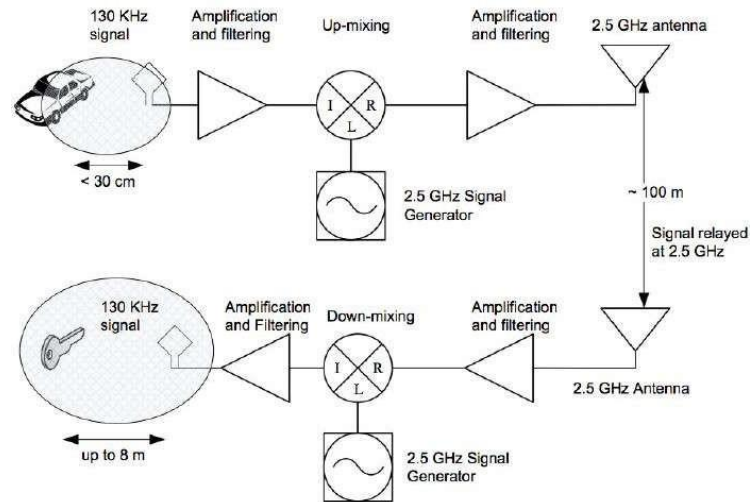 130 KHz
signal
Amplification
and filtering
Up-mixing
Amplification
and filtering
2.5 GHz antenna
I R
L
< 30 cm
2.5 GHz Signal
Generator
~ 100 m
Signal relayed
at 2.5 GHz
130 KHz
signal
Amplification
and Filtering
Down-mixing
Amplification
and filtering
I R
L
2.5 GHz Antenna
up to 8 m
2.5 GHz Signal
Generator